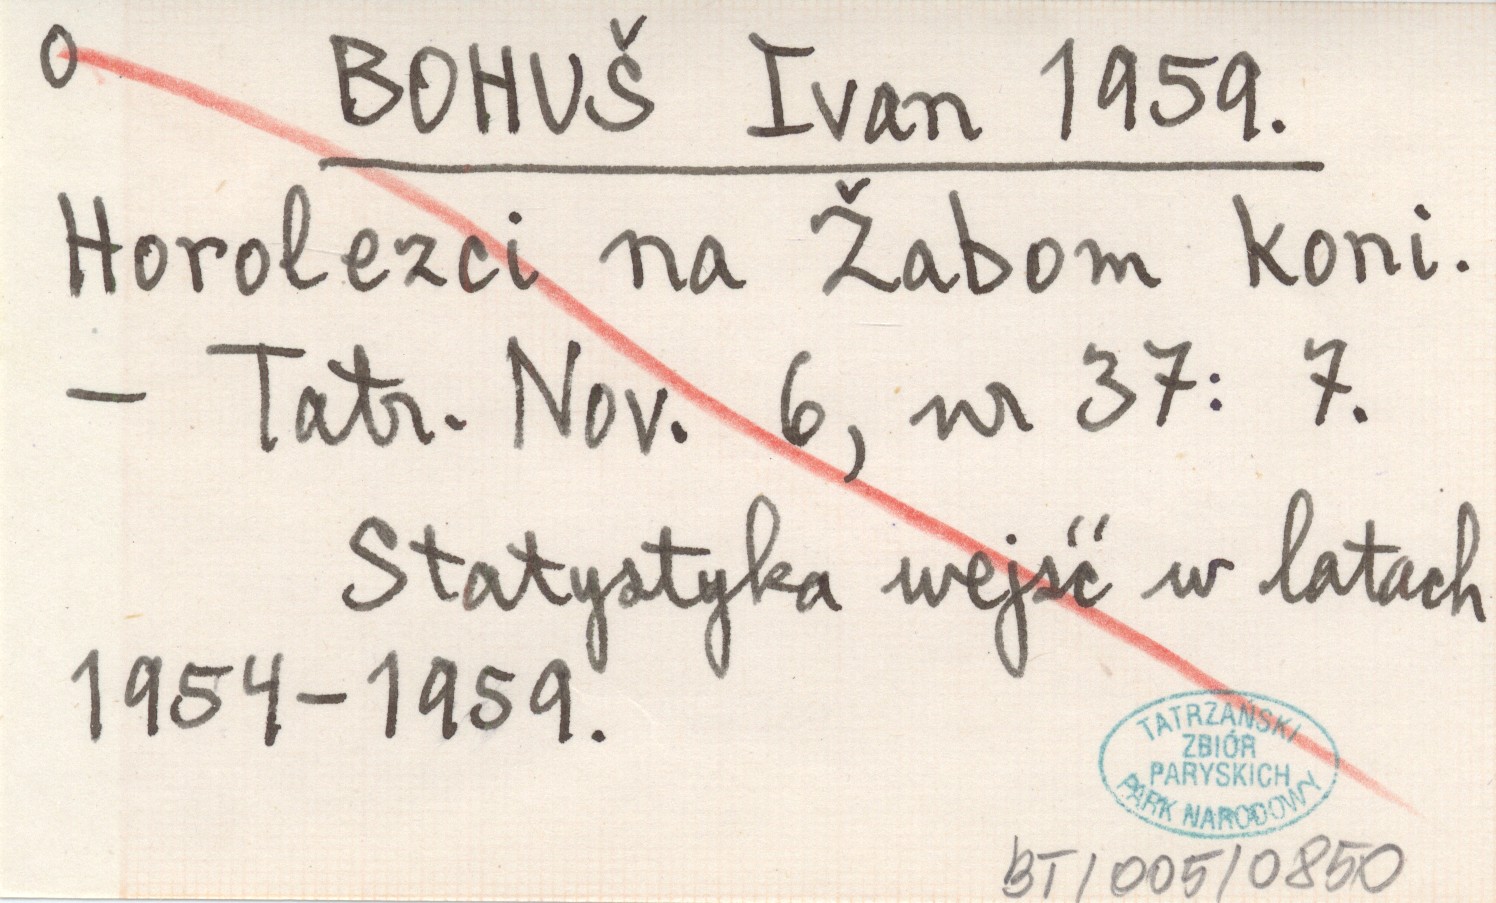 O BOHUŠ Ivan 1959.
Horolezci na Žabom koni.
– Tatr. Nov. 6, nr 37: 7.
Statystyka wejść w latach
1954–1959.
TATRZAŃSKI
ZBIÓR
PARYSKICH
PARK NARODOWY
BT/005/0850